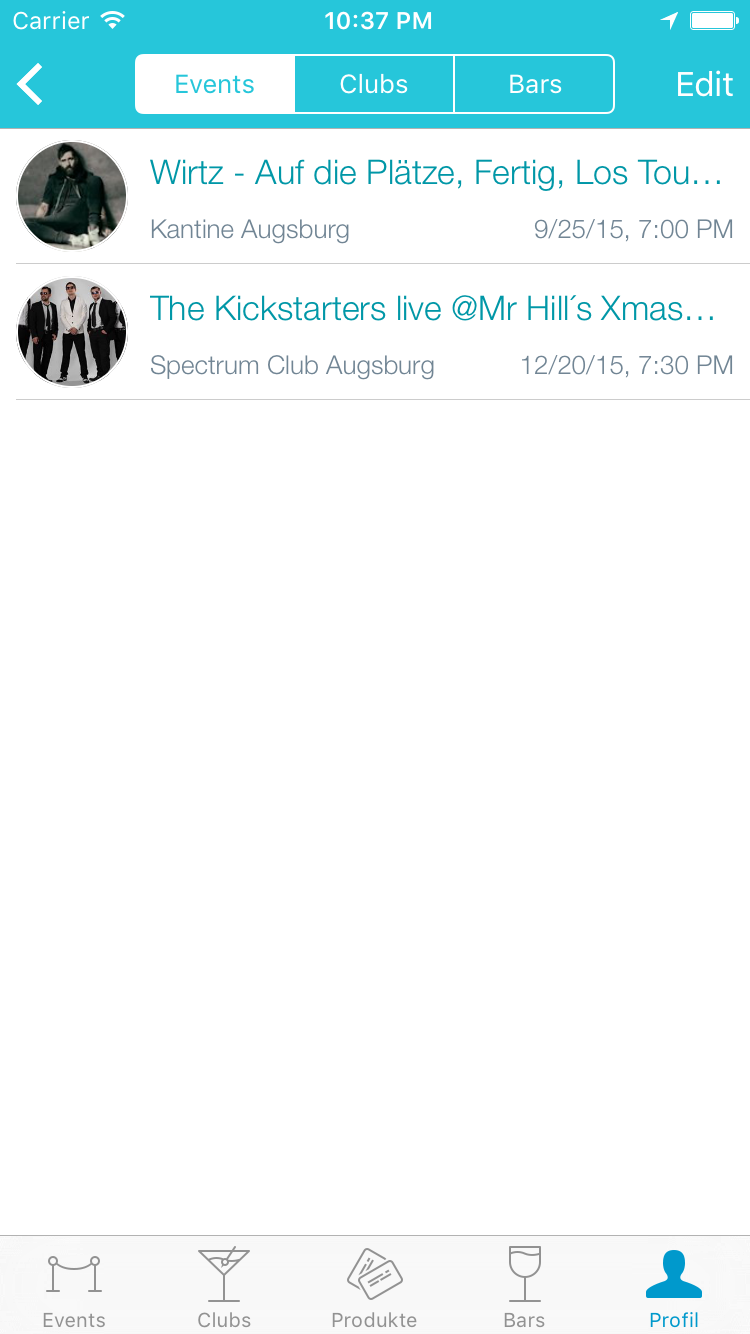 Carrier 10:37 PM
Events Clubs Bars Edit
Wirtz - Auf die Plätze, Fertig, Los Tou…
Kantine Augsburg 9/25/15, 7:00 PM
The Kickstarters live @Mr Hill´s Xmas…
Spectrum Club Augsburg 12/20/15, 7:30 PM
Events Clubs Produkte Bars Profil